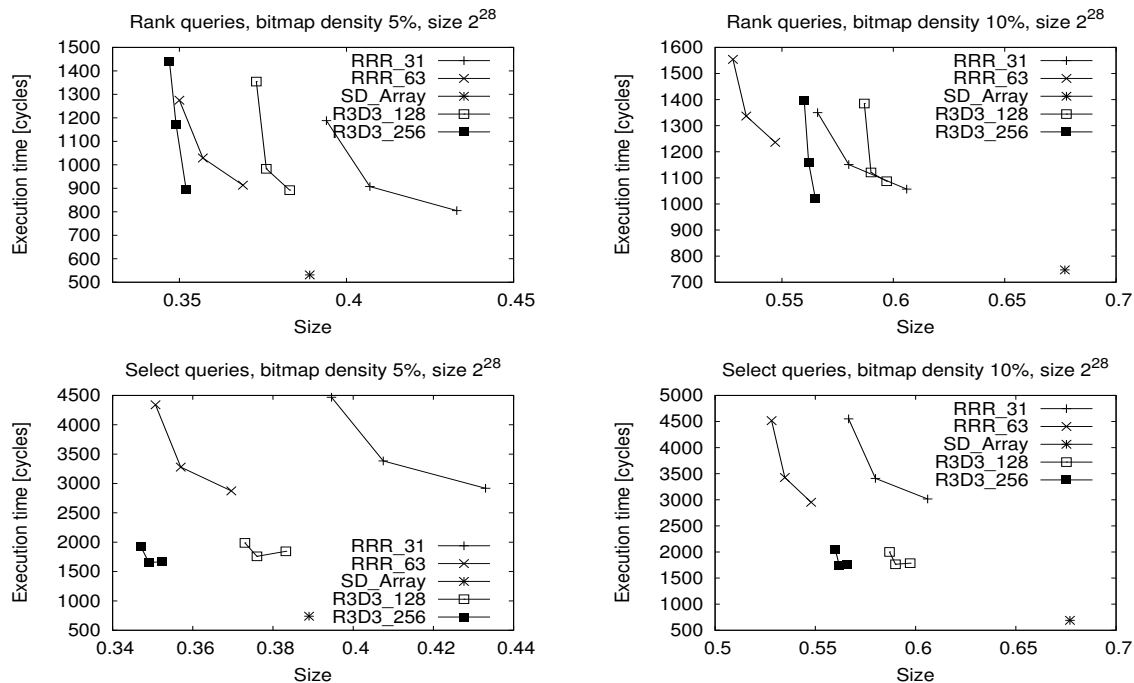 Rank queries, bitmap density 5%, size 2^28
Execution time [cycles]
1500
1400
1300
1200
1100
1000
900
800
700
600
500
RRR_31
RRR_63
SD_Array
R3D3_128
R3D3_256
0.35
0.4
0.45
Size
Rank queries, bitmap density 10%, size 2^28
Execution time [cycles]
1600
1500
1400
1300
1200
1100
1000
900
800
700
RRR_31
RRR_63
SD_Array
R3D3_128
R3D3_256
0.55
0.6
0.65
0.7
Size
Select queries, bitmap density 5%, size 2^28
Execution time [cycles]
4500
4000
3500
3000
2500
2000
1500
1000
500
RRR_31
RRR_63
SD_Array
R3D3_128
R3D3_256
0.34
0.36
0.38
0.4
0.42
0.44
Size
Select queries, bitmap density 10%, size 2^28
Execution time [cycles]
5000
4500
4000
3500
3000
2500
2000
1500
1000
500
RRR_31
RRR_63
SD_Array
R3D3_128
R3D3_256
0.5
0.55
0.6
0.65
0.7
Size